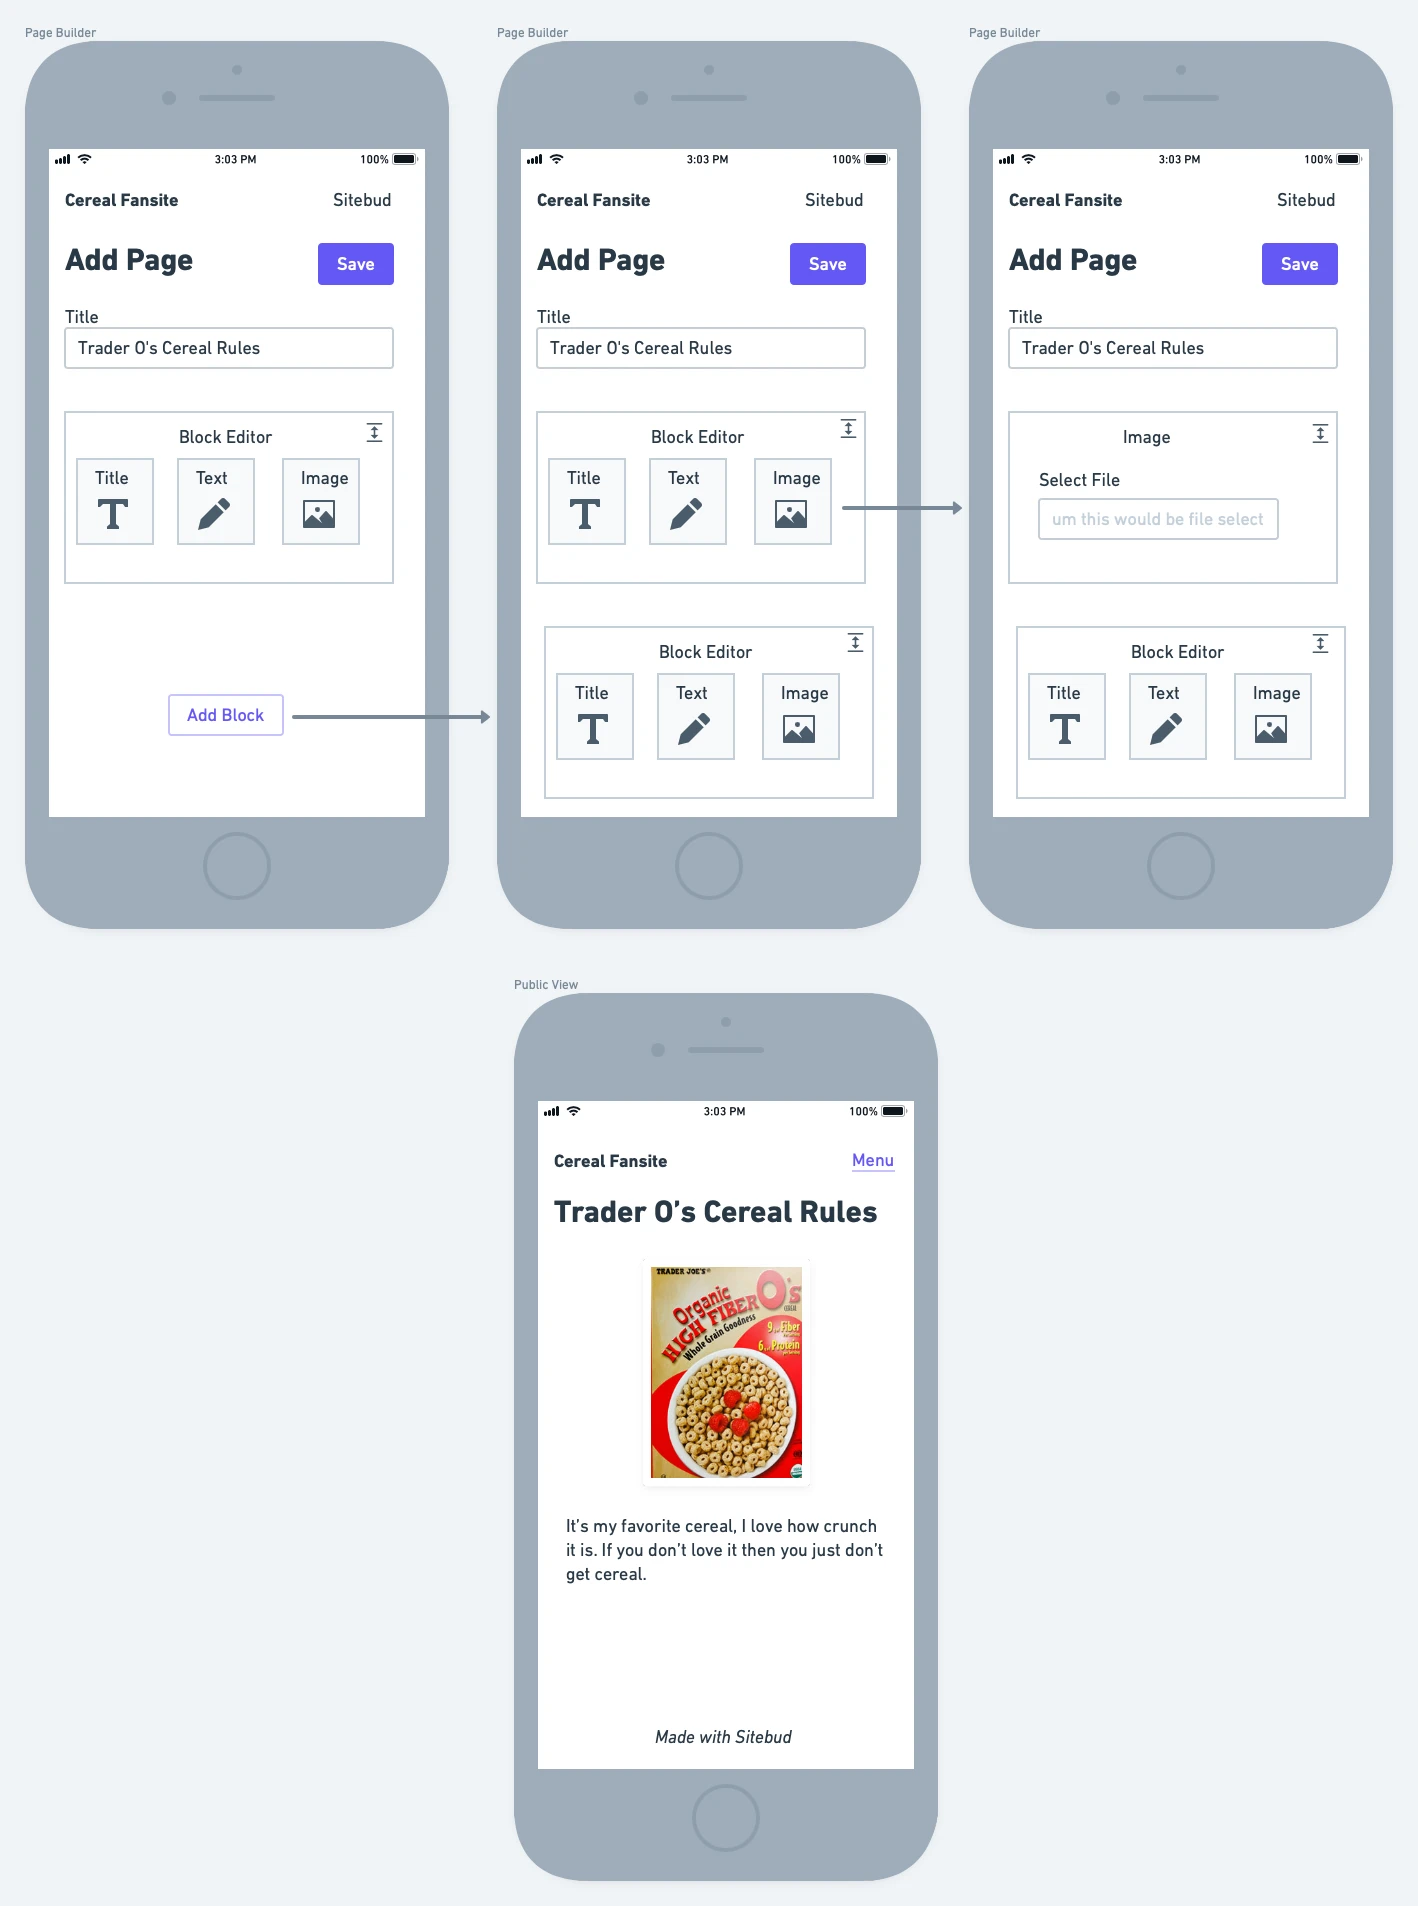 Page Builder
3:03 PM
100%
Cereal Fansite
Sitebud
Add Page
Save
Title
Trader O's Cereal Rules
Block Editor
Title
Text
Image
Add Block
Page Builder
3:03 PM
100%
Cereal Fansite
Sitebud
Add Page
Save
Title
Trader O's Cereal Rules
Block Editor
Title
Text
Image
Block Editor
Title
Text
Image
Page Builder
3:03 PM
100%
Cereal Fansite
Sitebud
Add Page
Save
Title
Trader O's Cereal Rules
Image
Select File
um this would be file select
Block Editor
Title
Text
Image
Public View
3:03 PM
100%
Cereal Fansite
Menu
Trader O’s Cereal Rules
TRADER JOE'S
Organic
HIGH FIBER O's
CEREAL
Whole Grain Goodness
9 Fiber
6 Protein
It’s my favorite cereal, I love how crunch
it is. If you don’t love it then you just don’t
get cereal.
Made with Sitebud